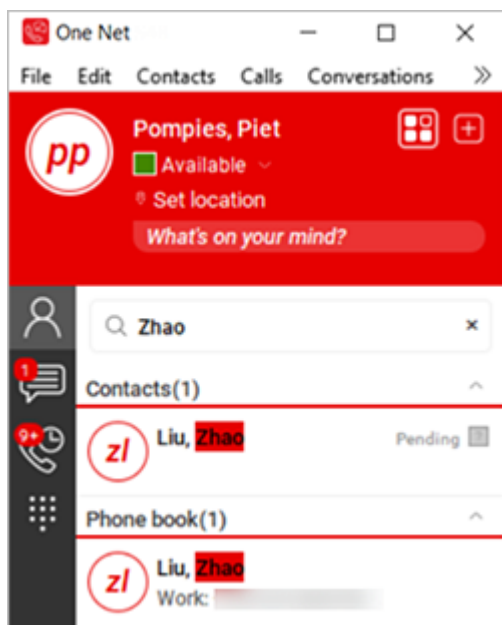 One Net
File Edit Contacts Calls Conversations »
pp
Pompies, Piet
Available
Set location
What's on your mind?
Zhao
1
Contacts(1)
9+
zl
Liu, Zhao
Pending
Phone book(1)
zl
Liu, Zhao
Work: